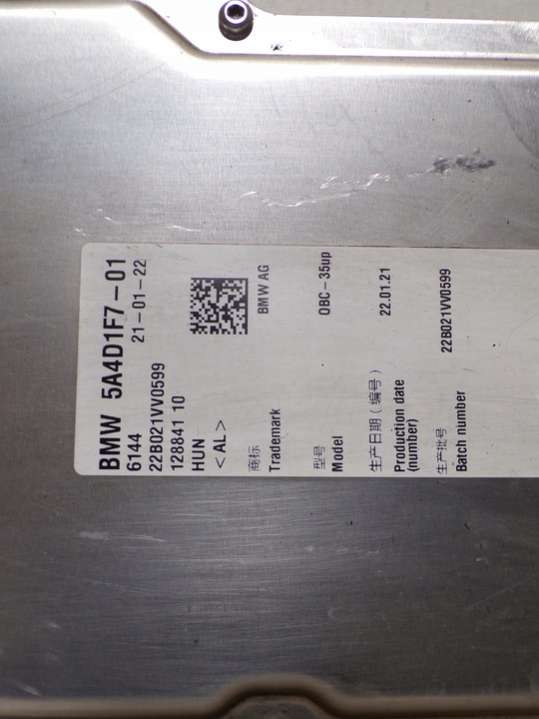 BMW 5A4D1F7-01
6144 21-01-22
22B021VV0599
128841 10
HUN
<AL>
商标
Trademark BMW AG
型号
Model OBC-35up
生产日期(编号)
Production date
(number) 22.01.21
生产批号
Batch number 22B021VV0599